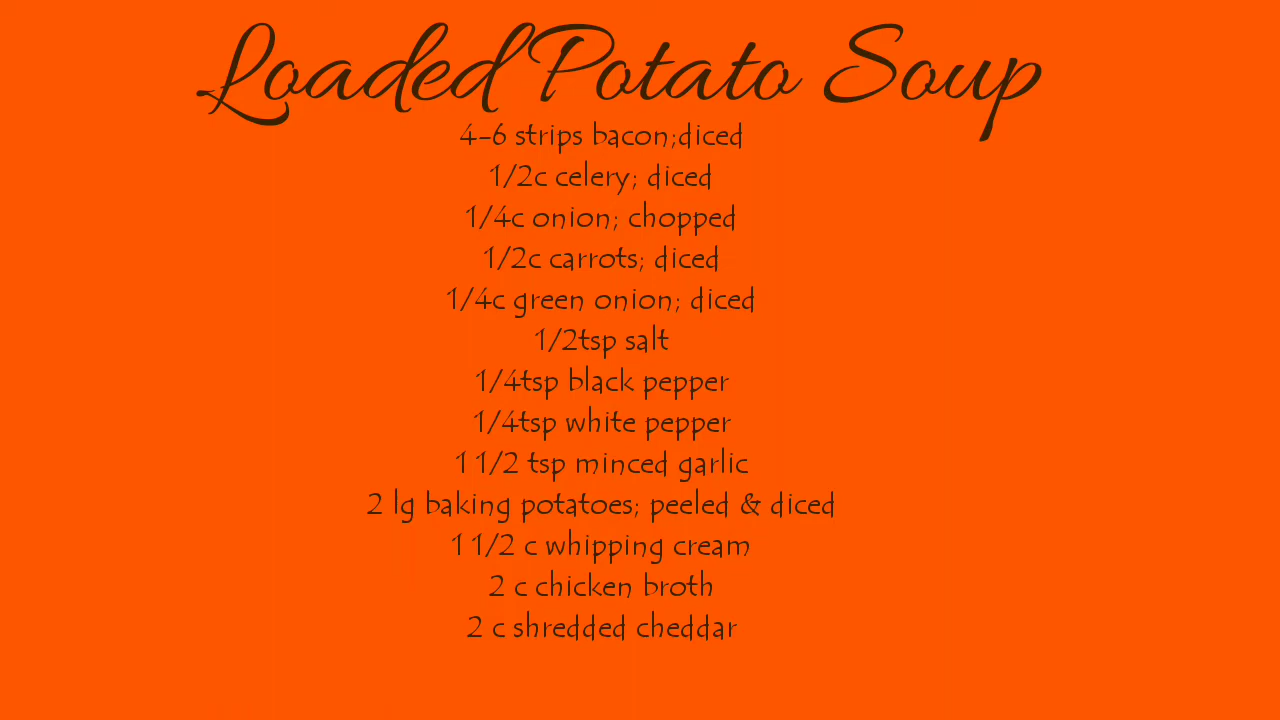 Loaded Potato Soup
4-6 strips bacon;diced
1/2c celery; diced
1/4c onion; chopped
1/2c carrots; diced
1/4c green onion; diced
1/2tsp salt
1/4tsp black pepper
1/4tsp white pepper
1 1/2 tsp minced garlic
2 lg baking potatoes; peeled & diced
1 1/2 c whipping cream
2 c chicken broth
2 c shredded cheddar